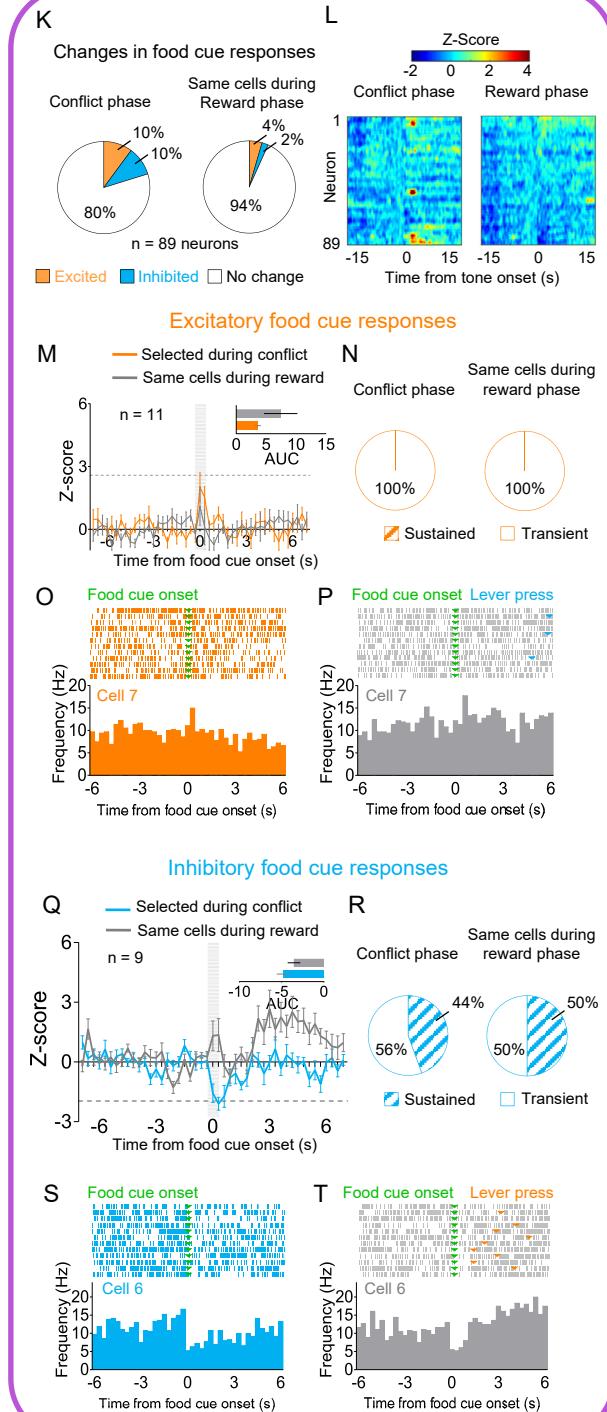 K
Changes in food cue responses
Conflict phase
Same cells during
Reward phase
10%
10%
80%
4%
2%
94%
n = 89 neurons
Excited
Inhibited
No change
L
Z-Score
-2
0
2
4
Conflict phase
Reward phase
Neuron
1
89
-15
0
15
-15
0
15
Time from tone onset (s)
Excitatory food cue responses
M
Selected during conflict
Same cells during reward
n = 11
Z-score
6
3
0
-6
-3
0
3
6
Time from food cue onset (s)
0
5
10
15
AUC
N
Conflict phase
Same cells during
reward phase
100%
100%
Sustained
Transient
O
Food cue onset
Cell 7
Frequency (Hz)
20
15
10
5
0
-6
-3
0
3
6
Time from food cue onset (s)
P
Food cue onset
Lever press
Cell 7
Frequency (Hz)
20
15
10
5
0
-6
-3
0
3
6
Time from food cue onset (s)
Inhibitory food cue responses
Q
Selected during conflict
Same cells during reward
n = 9
Z-score
6
3
0
-3
-6
-3
0
3
6
Time from food cue onset (s)
-10
-5
0
AUC
R
Conflict phase
Same cells during
reward phase
44%
56%
50%
50%
Sustained
Transient
S
Food cue onset
Cell 6
Frequency (Hz)
20
15
10
5
0
-6
-3
0
3
6
Time from food cue onset (s)
T
Food cue onset
Lever press
Cell 6
Frequency (Hz)
20
15
10
5
0
-6
-3
0
3
6
Time from food cue onset (s)